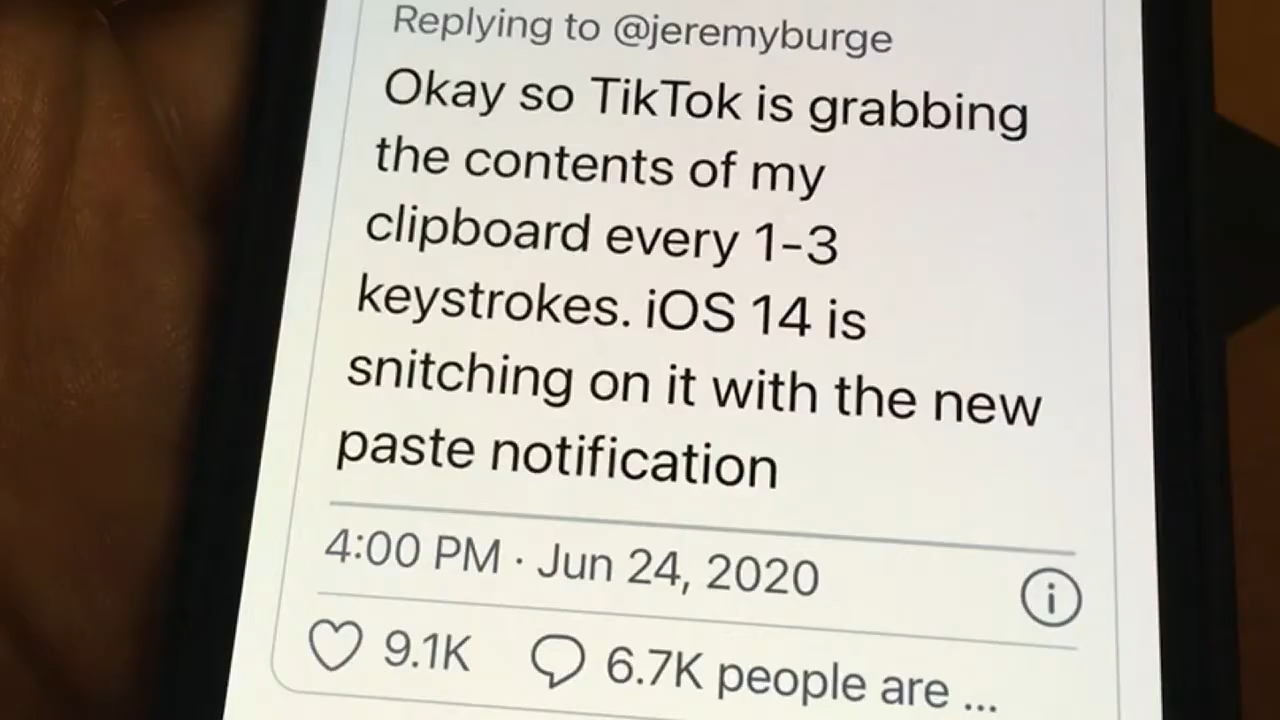 Replying to @jeremyburge
Okay so TikTok is grabbing
the contents of my
clipboard every 1-3
keystrokes. iOS 14 is
snitching on it with the new
paste notification
4:00 PM · Jun 24, 2020
9.1K 6.7K people are ...